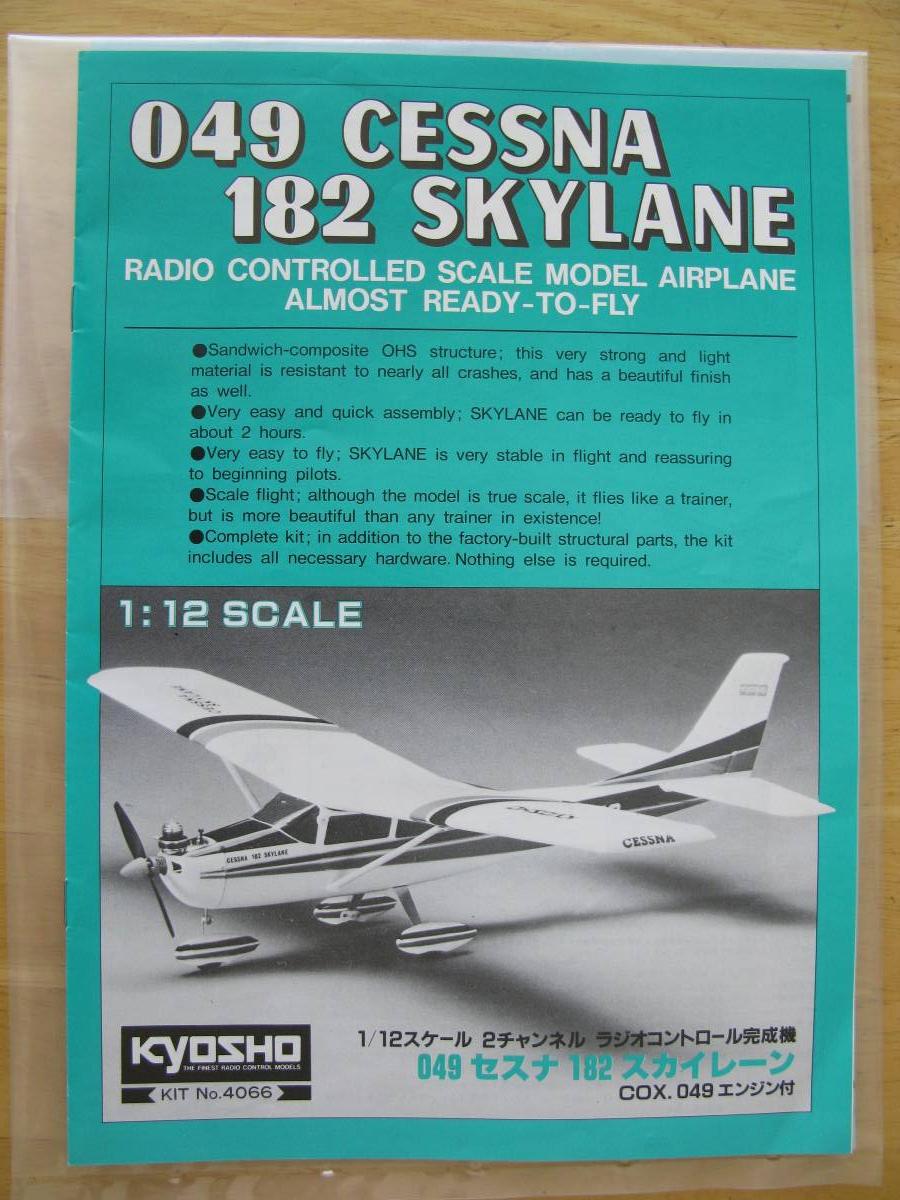 049 CESSNA
182 SKYLANE
RADIO CONTROLLED SCALE MODEL AIRPLANE
ALMOST READY-TO-FLY
●Sandwich-composite OHS structure; this very strong and light
material is resistant to nearly all crashes, and has a beautiful finish
as well.
●Very easy and quick assembly; SKYLANE can be ready to fly in
about 2 hours.
●Very easy to fly; SKYLANE is very stable in flight and reassuring
to beginning pilots.
●Scale flight; although the model is true scale, it flies like a trainer,
but is more beautiful than any trainer in existence!
●Complete kit; in addition to the factory-built structural parts, the kit
includes all necessary hardware. Nothing else is required.
1:12 SCALE
CESSNA
CESSNA 182 SKYLANE
KYOSHO
THE FINEST RADIO CONTROL MODELS
KIT No.4066
1/12スケール 2チャンネル ラジオコントロール完成機
049 セスナ 182 スカイレーン
COX. 049 エンジン付